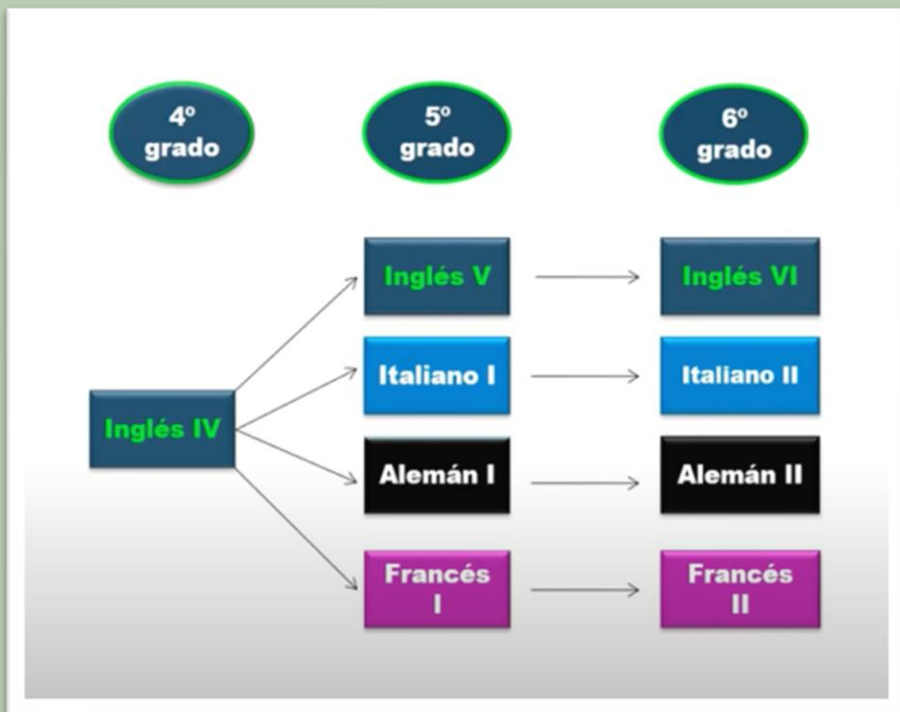 4º
grado
5º
grado
6º
grado
Inglés V
Inglés VI
Italiano I
Italiano II
Inglés IV
Alemán I
Alemán II
Francés
I
Francés
II